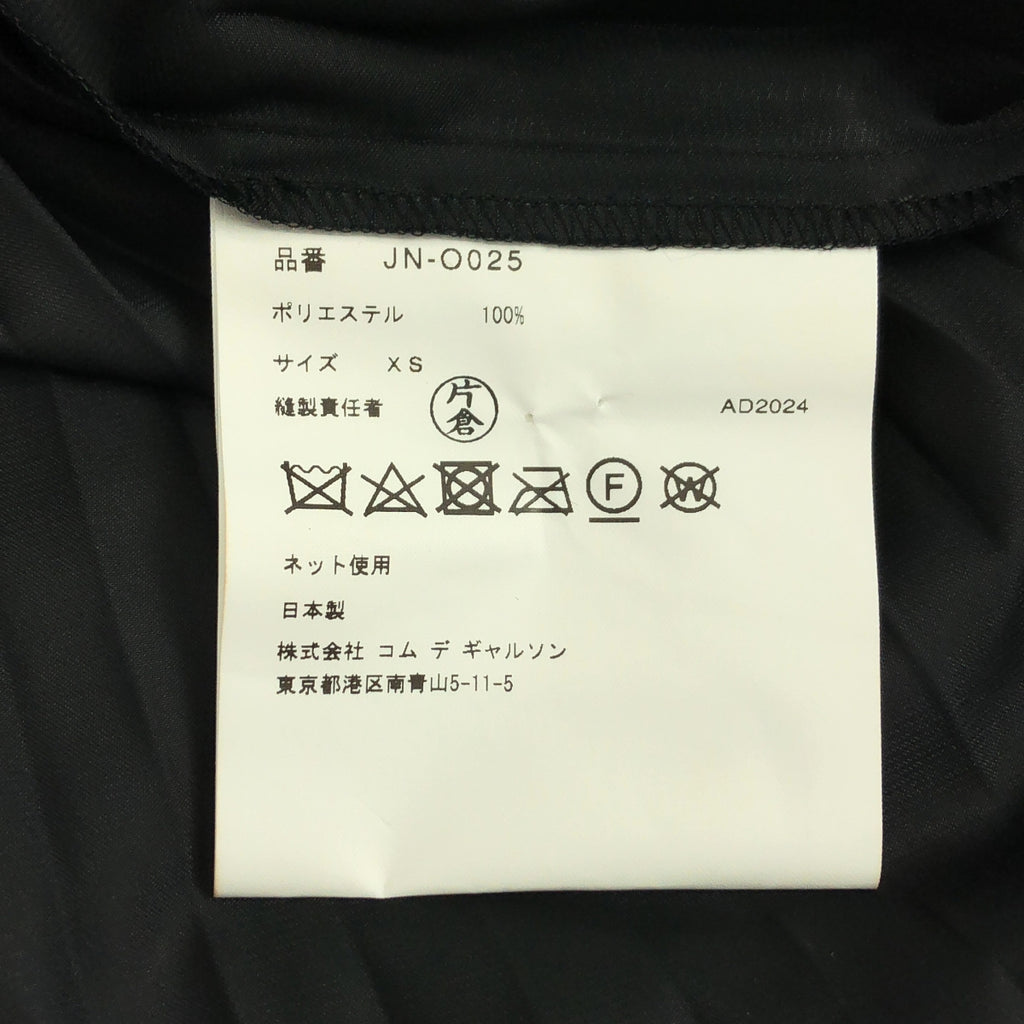 品番 JN-O025
ポリエステル 100%
サイズ XS
縫製責任者 片倉 AD2024
F W
ネット使用
日本製
株式会社 コム デ ギャルソン
東京都港区南青山5-11-5